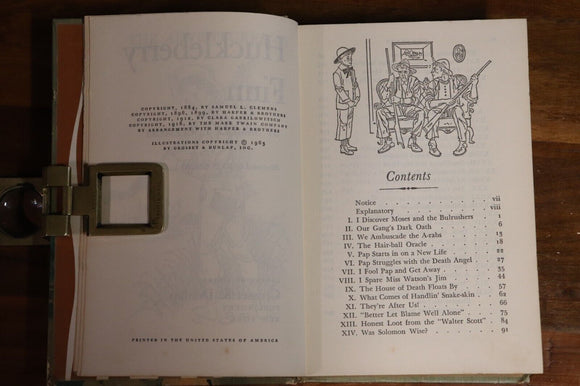 Huckleberry
Finn
COPYRIGHT, 1884, BY SAMUEL L. CLEMENS
COPYRIGHT, 1896, 1899, BY HARPER & BROTHERS
COPYRIGHT, 1912, BY CLARA GABRILOWITSCH
COPYRIGHT, 1918, BY THE MARK TWAIN COMPANY
BY ARRANGEMENT WITH HARPER & BROTHERS
ILLUSTRATIONS COPYRIGHT © 1963
BY GROSSET & DUNLAP, INC.
PRINTED IN THE UNITED STATES OF AMERICA
Contents
Notice vii
Explanatory viii
I. I Discover Moses and the Bulrushers 1
II. Our Gang's Dark Oath 6
III. We Ambuscade the A-rabs 13
IV. The Hair-ball Oracle 18
V. Pap Starts in on a New Life 22
VI. Pap Struggles with the Death Angel 27
VII. I Fool Pap and Get Away 35
VIII. I Spare Miss Watson's Jim 44
IX. The House of Death Floats By 57
X. What Comes of Handlin' Snake-skin 62
XI. They're After Us! 66
XII. "Better Let Blame Well Alone" 75
XIII. Honest Loot from the "Walter Scott" 84
XIV. Was Solomon Wise? 91